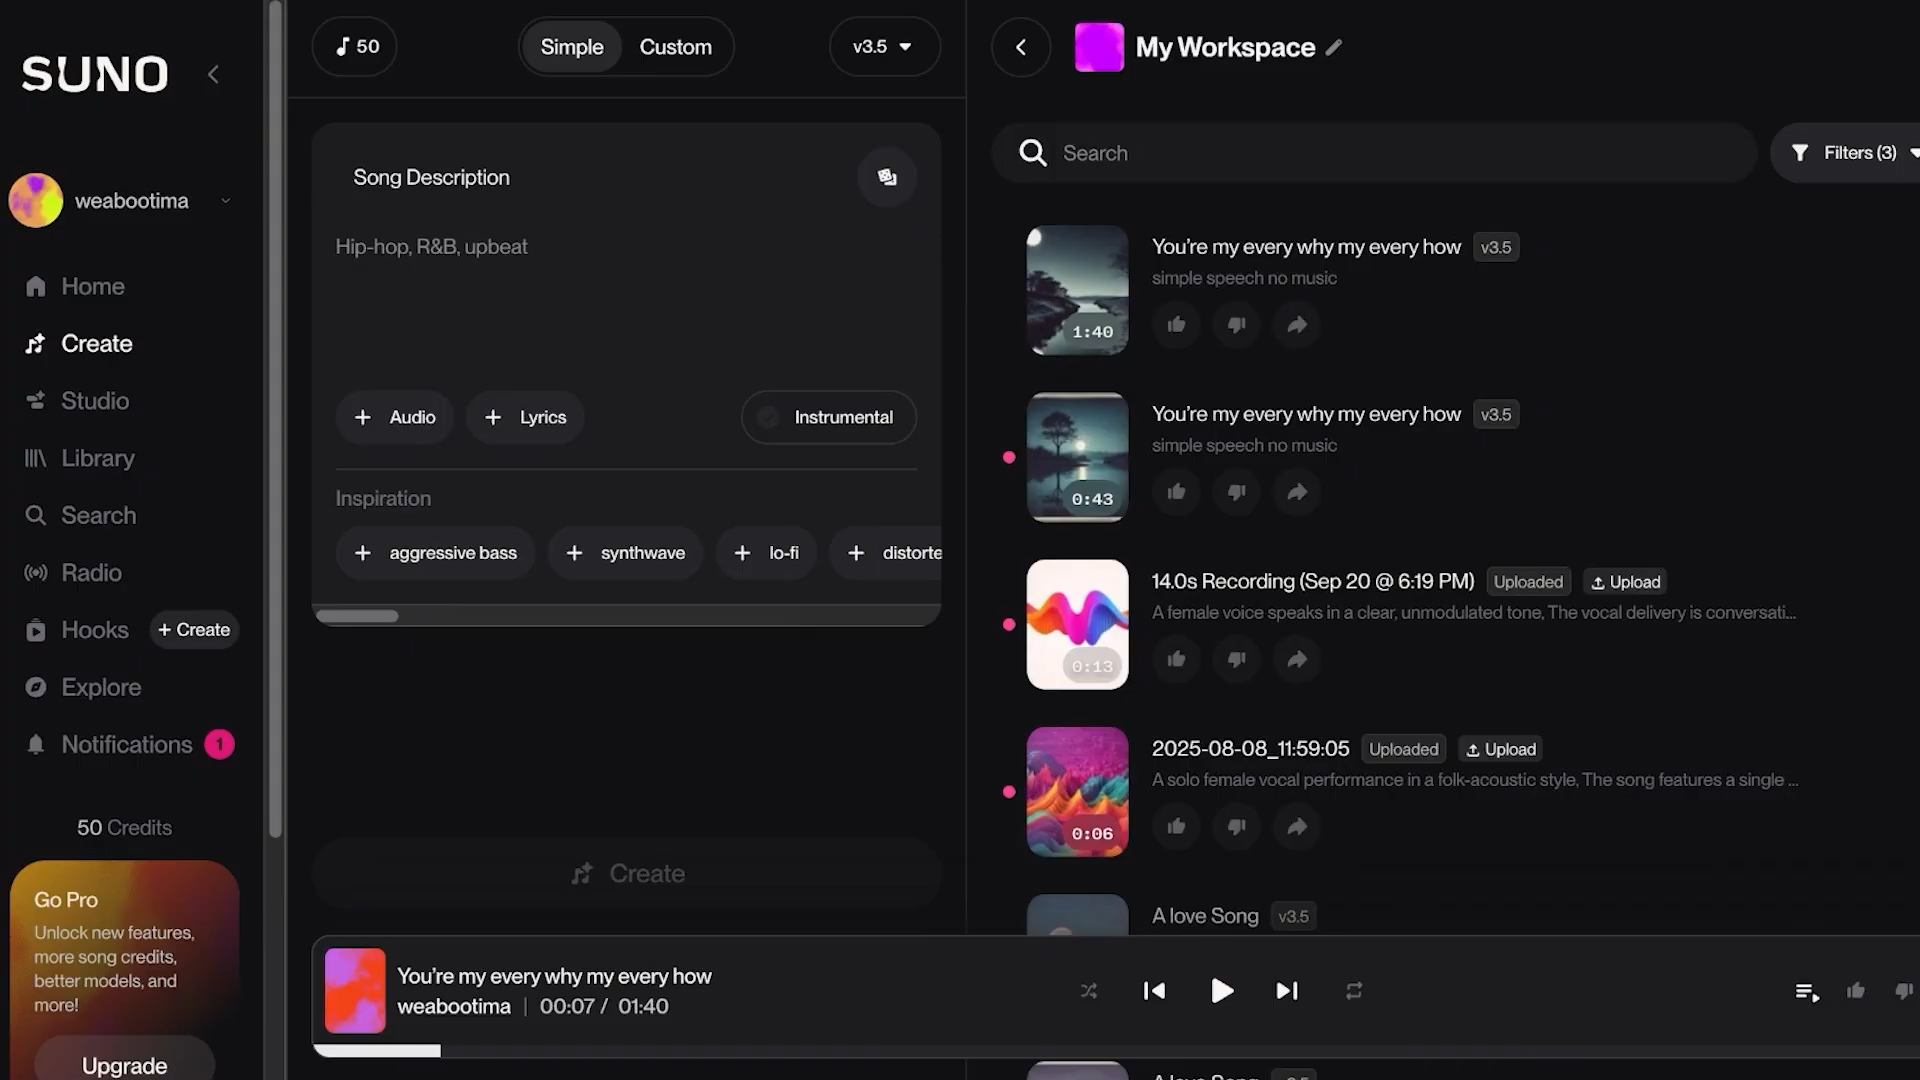 SUNO
weabootima
Home
Create
Studio
Library
Search
Radio
Hooks
+ Create
Explore
Notifications
1
50 Credits
Go Pro
Unlock new features,
more song credits,
better models, and
more!
Upgrade
50
Simple
Custom
v3.5
Song Description
Hip-hop, R&B, upbeat
+ Audio
+ Lyrics
Instrumental
Inspiration
+ aggressive bass
+ synthwave
+ lo-fi
+ distorte
Create
My Workspace
Search
Filters (3)
You're my every why my every how v3.5
simple speech no music
1:40
You're my every why my every how v3.5
simple speech no music
0:43
14.0s Recording (Sep 20 @ 6:19 PM) Uploaded Upload
A female voice speaks in a clear, unmodulated tone, The vocal delivery is conversati...
0:13
2025-08-08_11:59:05 Uploaded Upload
A solo female vocal performance in a folk-acoustic style, The song features a single ...
0:06
A love Song v3.5
You're my every why my every how
weabootima | 00:07 / 01:40